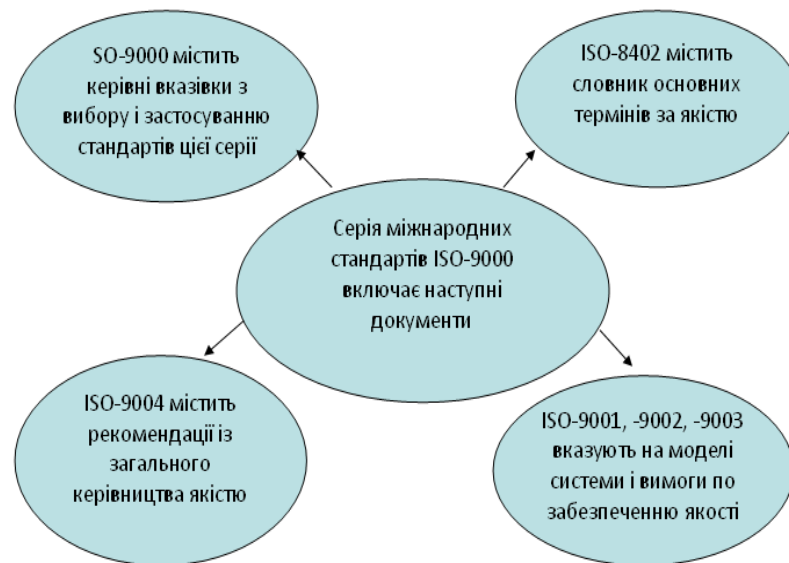 SO-9000 містить
керівні вказівки з
вибору і застосуванню
стандартів цієї серії
ISO-8402 містить
словник основних
термінів за якістю
Серія міжнародних
стандартів ISO-9000
включає наступні
документи
ISO-9004 містить
рекомендації із
загального
керівництва якістю
ISO-9001, -9002, -9003
вказують на моделі
системи і вимоги по
забезпеченню якості